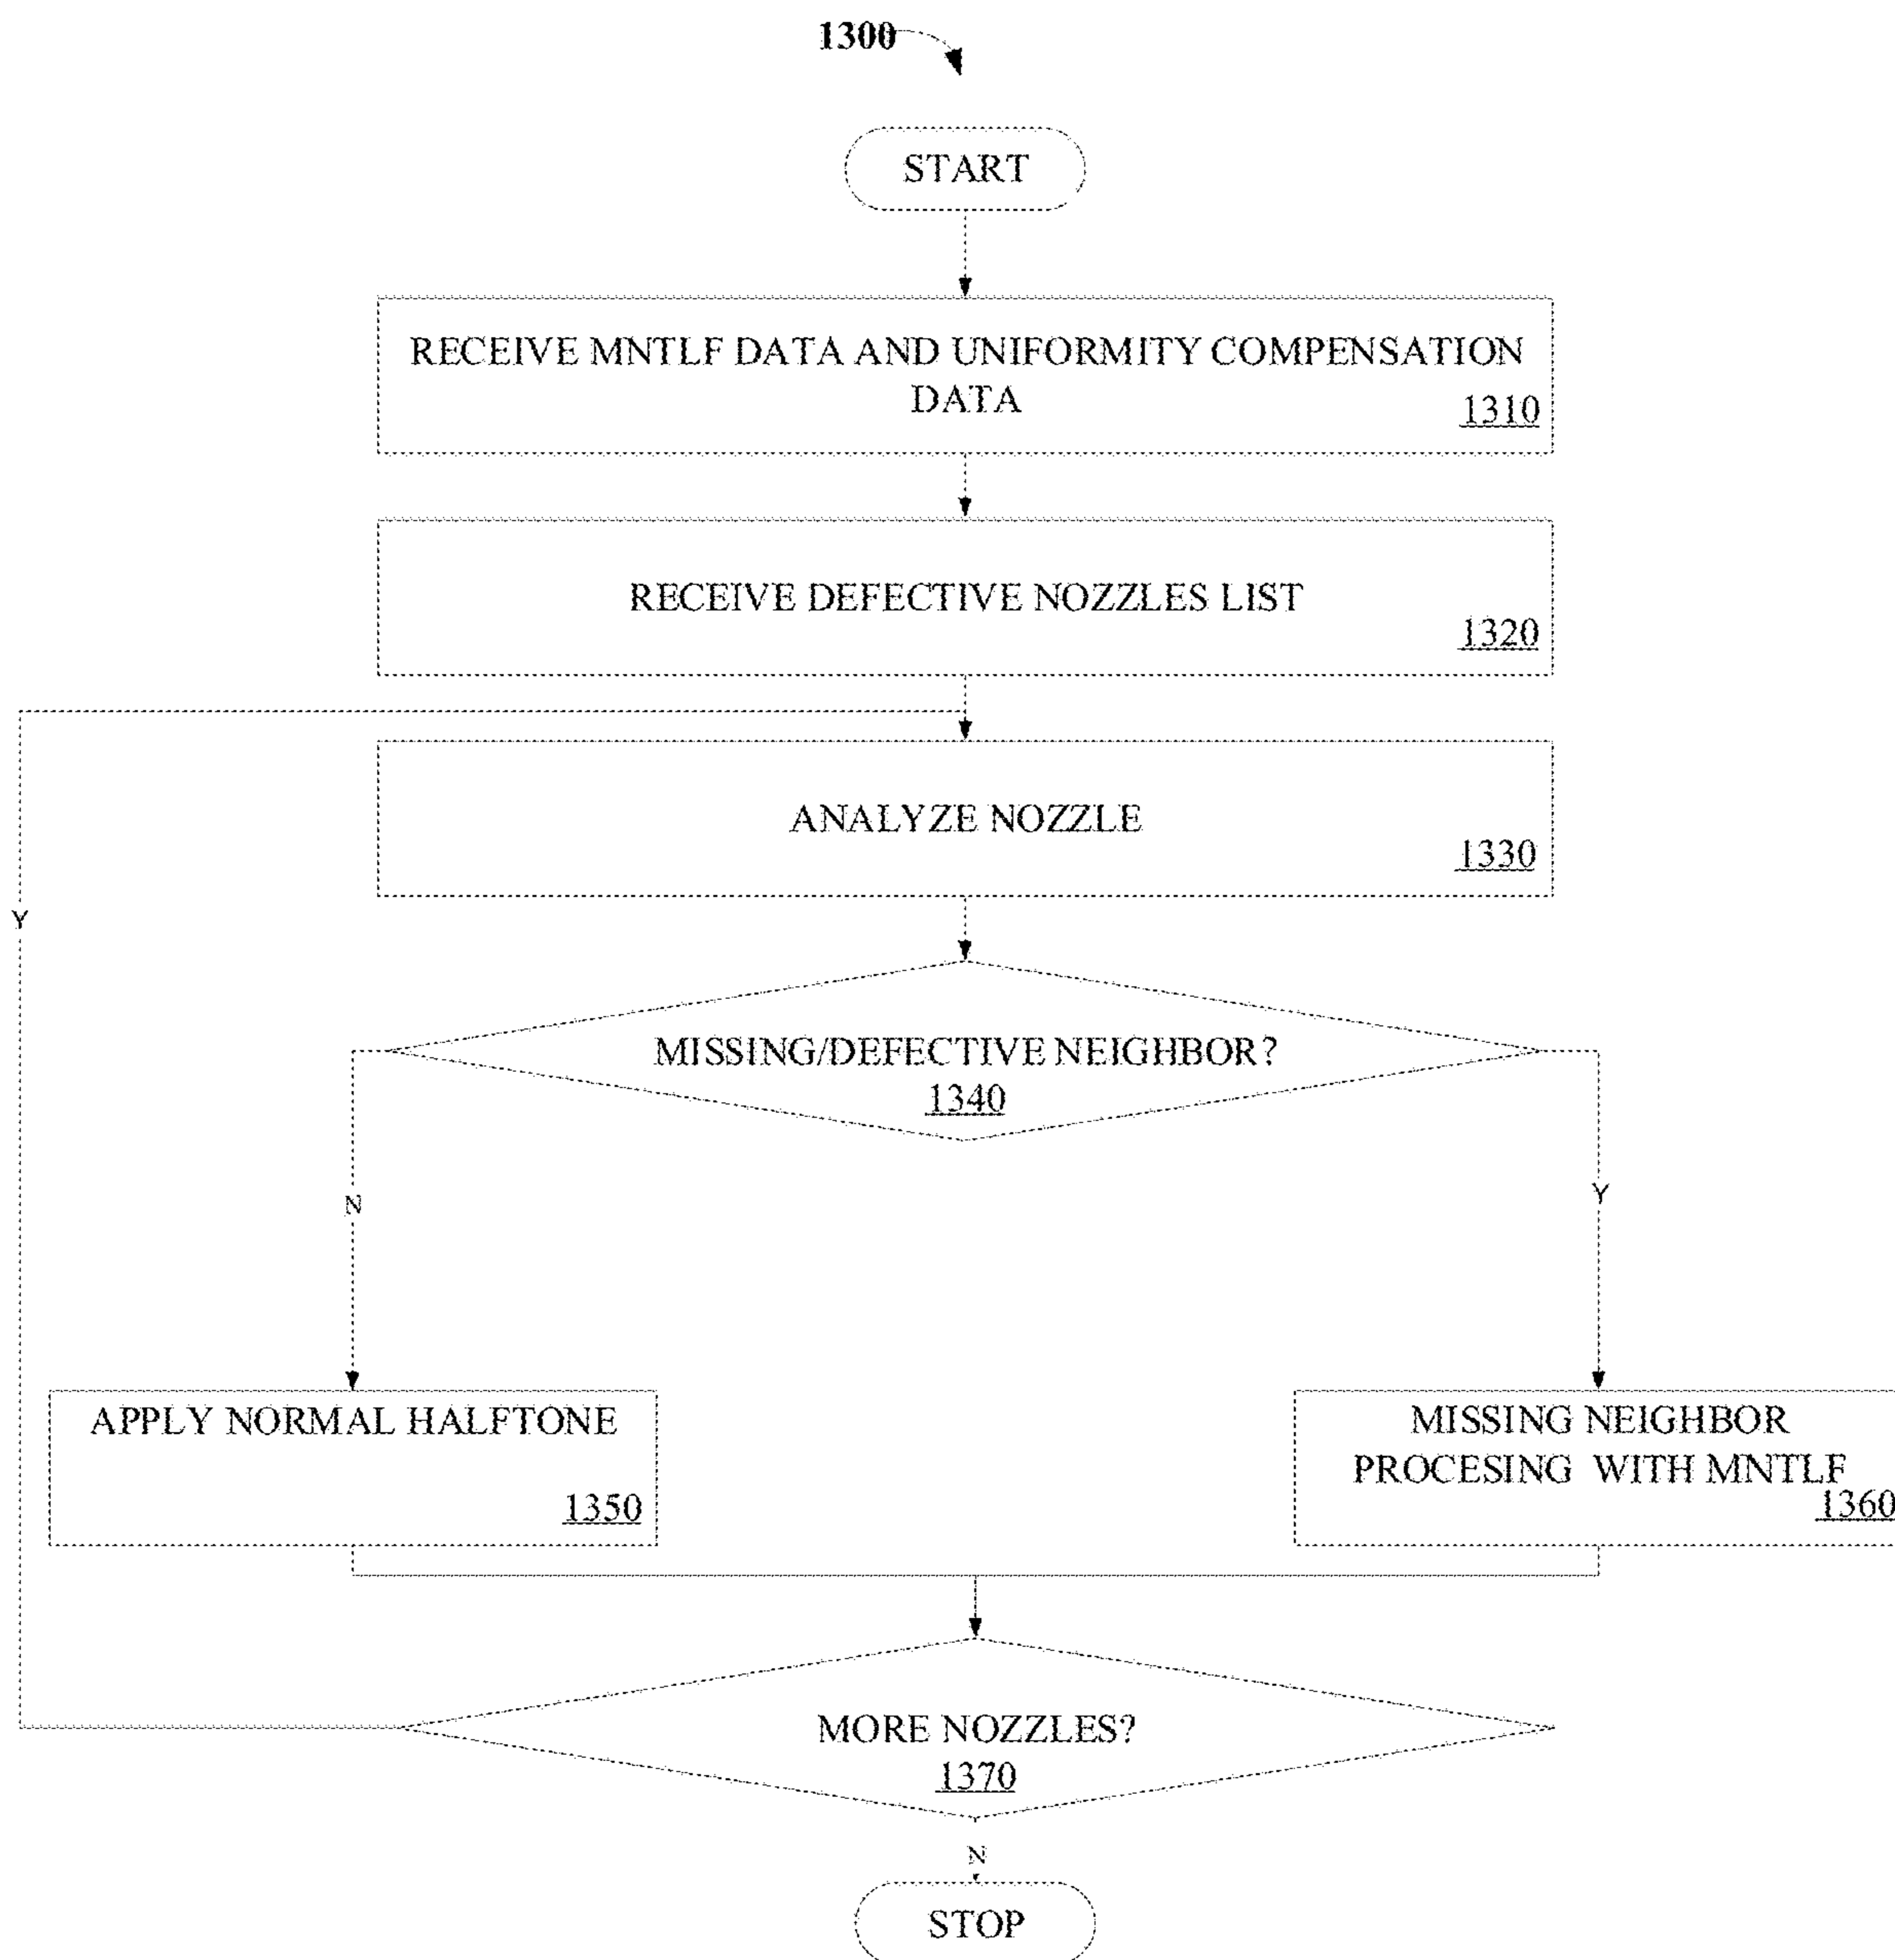 1300
START
RECEIVE MNTLF DATA AND UNIFORMITY COMPENSATION
DATA
1310
RECEIVE DEFECTIVE NOZZLES LIST
1320
ANALYZE NOZZLE
1330
Y
MISSING/DEFECTIVE NEIGHBOR?
1340
N
Y
APPLY NORMAL HALFTONE
1350
MISSING NEIGHBOR
PROCESING WITH MNTLF
1360
MORE NOZZLES?
1370
N
STOP